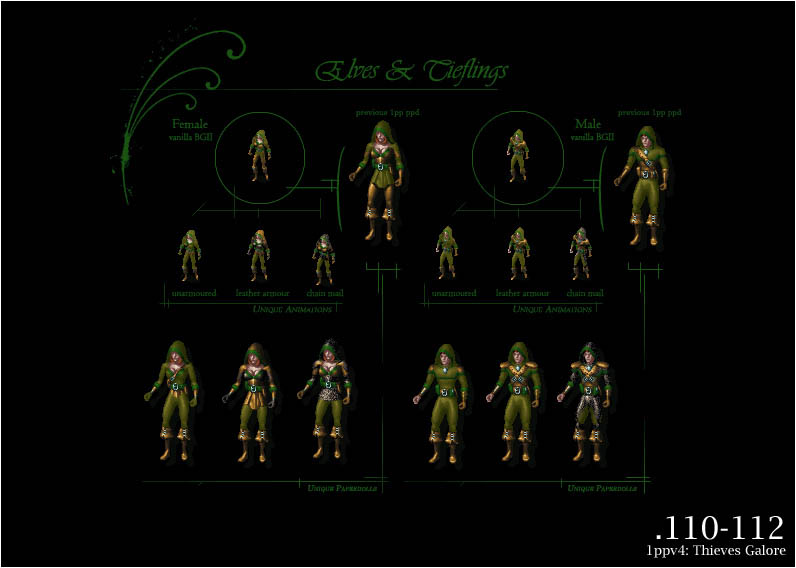 Elves & Tieflings
Female
vanilla BGII
previous 1pp ppd
Male
vanilla BGII
previous 1pp ppd
unarmoured
leather armour
chain mail
unarmoured
leather armour
chain mail
Unique Animations
Unique Animations
Unique Paperdolls
Unique Paperdolls
.110-112
1ppv4: Thieves Galore